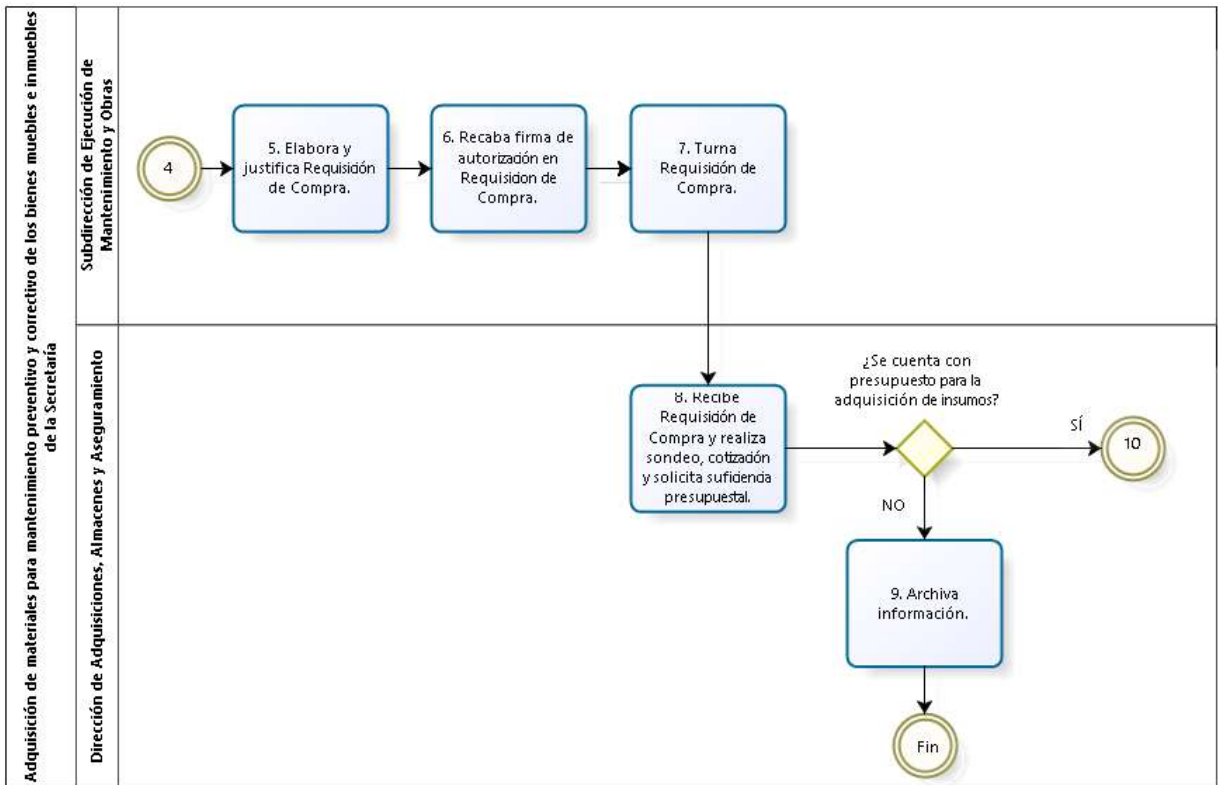 Adquisición de materiales para mantenimiento preventivo y correctivo de los bienes muebles e inmuebles
de la Secretaría
Subdirección de Ejecución de
Mantenimiento y Obras
4
5. Elabora y
justifica Requisición
de Compra.
6. Recaba firma de
autorización en
Requisicion de
Compra.
7. Turna
Requisición de
Compra.
Dirección de Adquisiciones, Almacenes y Aseguramiento
8. Recibe
Requisición de
Compra y realiza
sondeo, cotización
y solicita suficiencia
presupuestal.
¿Se cuenta con
presupuesto para la
adquisición de insumos?
SÍ
10
NO
9. Archiva
información.
Fin